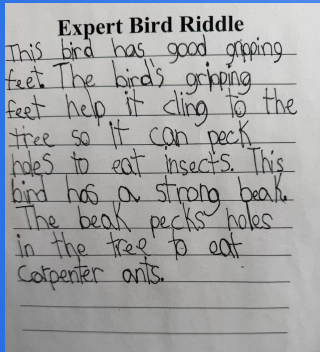 Expert Bird Riddle
This bird has good gripping
feet. The bird's gripping
feet help it cling to the
tree so it can peck
holes to eat insects. This
bird has a strong beak.
The beak pecks holes
in the tree to eat
Carpenter ants.